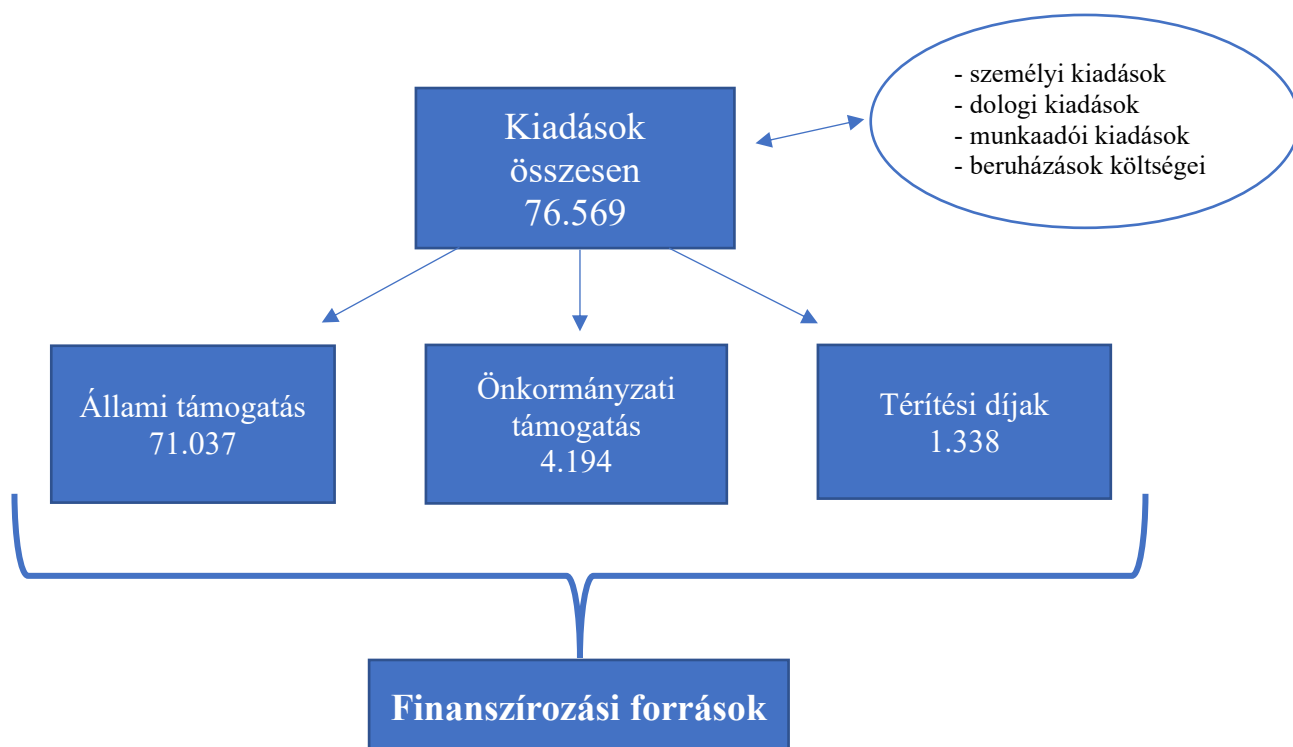 Kiadások
összesen
76.569
- személyi kiadások
- dologi kiadások
- munkaadói kiadások
- beruházások költségei
Állami támogatás
71.037
Önkormányzati
támogatás
4.194
Térítési díjak
1.338
Finanszírozási források